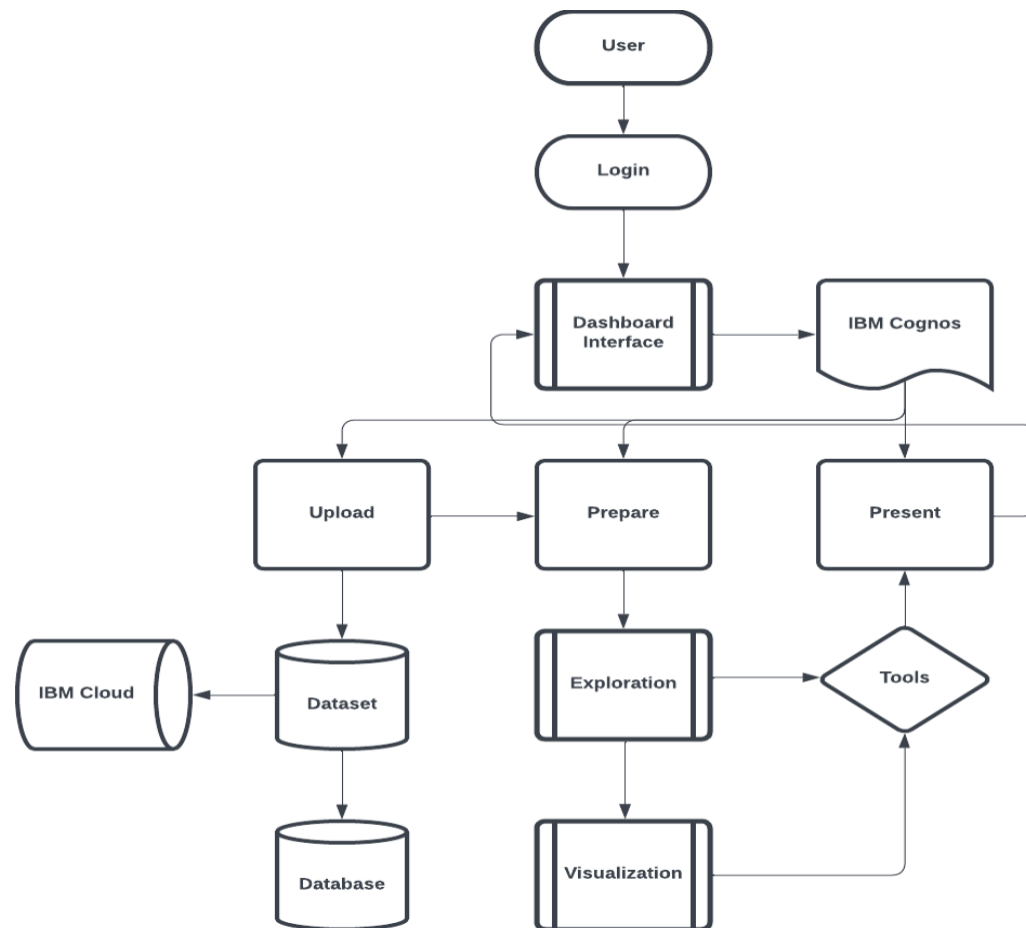 User
Login
Dashboard
Interface
IBM Cognos
Upload
Prepare
Present
IBM Cloud
Dataset
Exploration
Tools
Database
Visualization